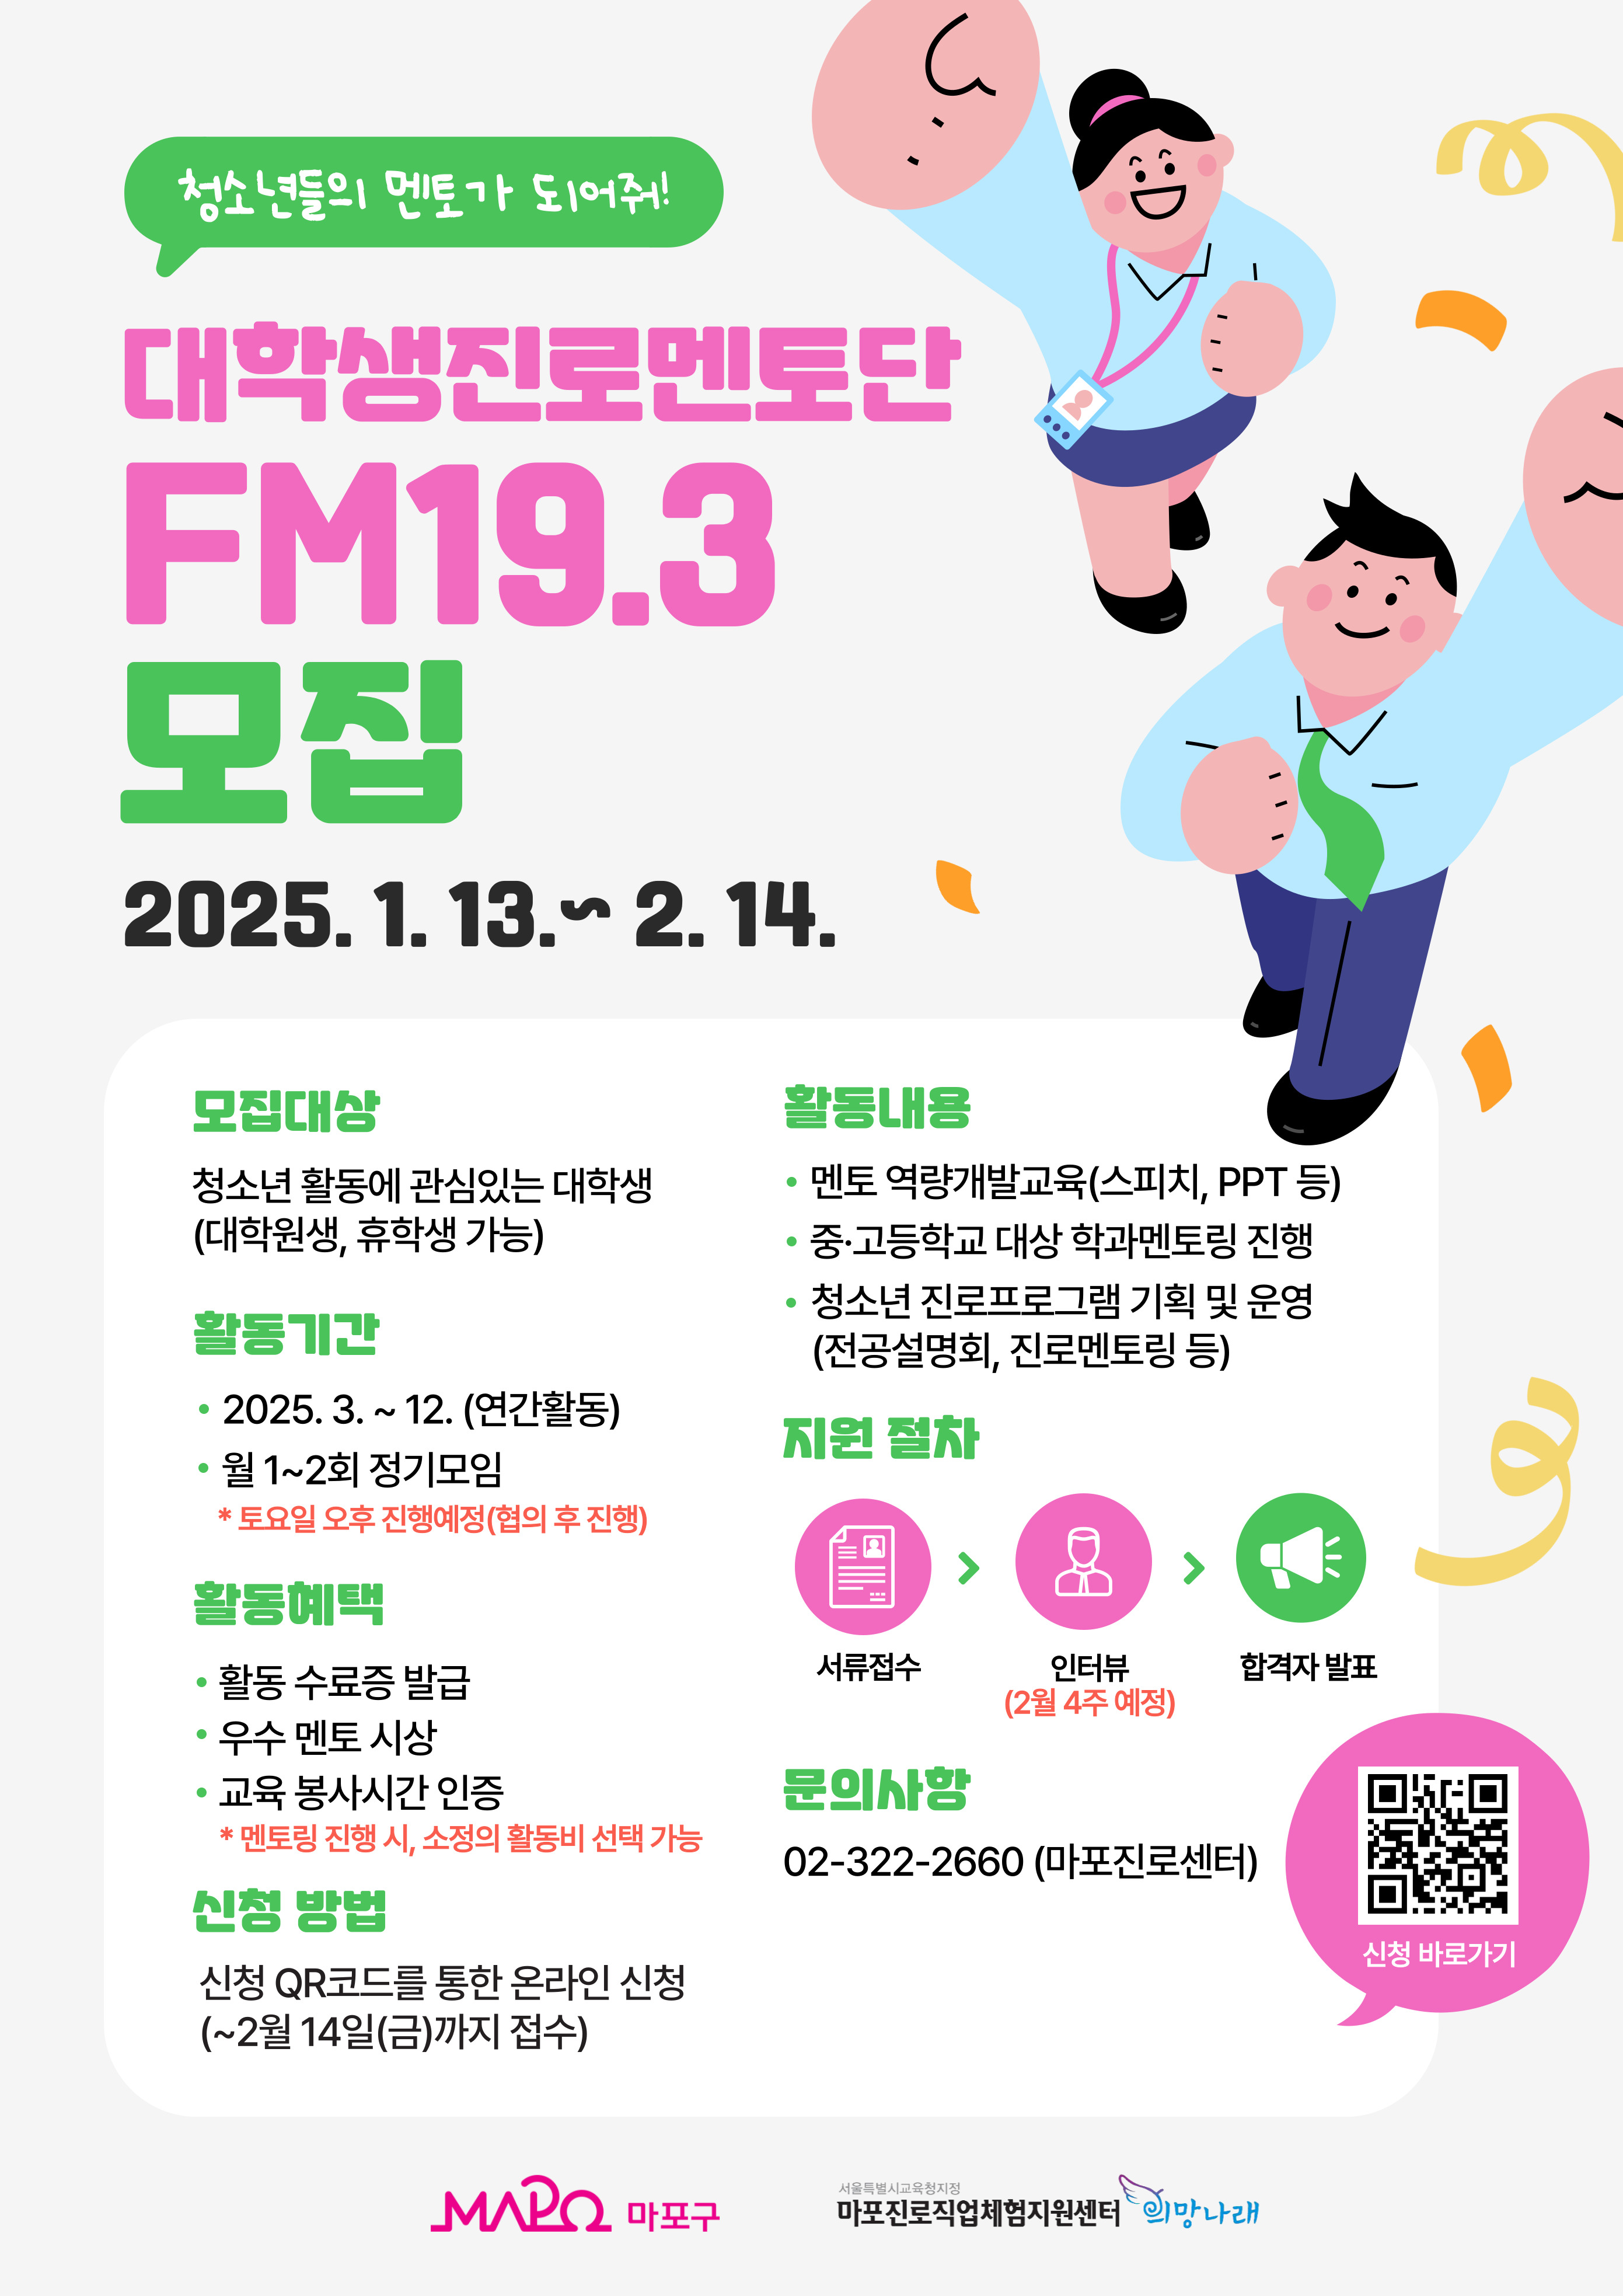 청소년들의 멘토가 되어줘!
대학생진로멘토단
FM19.3
모집
2025. 1. 13.~ 2. 14.
모집대상
청소년 활동에 관심있는 대학생
(대학원생, 휴학생 가능)
활동기간
• 2025. 3. ~ 12. (연간활동)
• 월 1~2회 정기모임
* 토요일 오후 진행예정(협의 후 진행)
활동혜택
• 활동 수료증 발급
• 우수 멘토 시상
• 교육 봉사시간 인증
* 멘토링 진행 시, 소정의 활동비 선택 가능
신청 방법
신청 QR코드를 통한 온라인 신청
(~2월 14일(금)까지 접수)
활동내용
• 멘토 역량개발교육(스피치, PPT 등)
• 중·고등학교 대상 학과멘토링 진행
• 청소년 진로프로그램 기획 및 운영
(전공설명회, 진로멘토링 등)
지원 절차
서류접수
인터뷰
(2월 4주 예정)
합격자 발표
문의사항
02-322-2660 (마포진로센터)
신청 바로가기
MAPO 마포구
서울특별시교육청지정
마포진로직업체험지원센터
희망나래